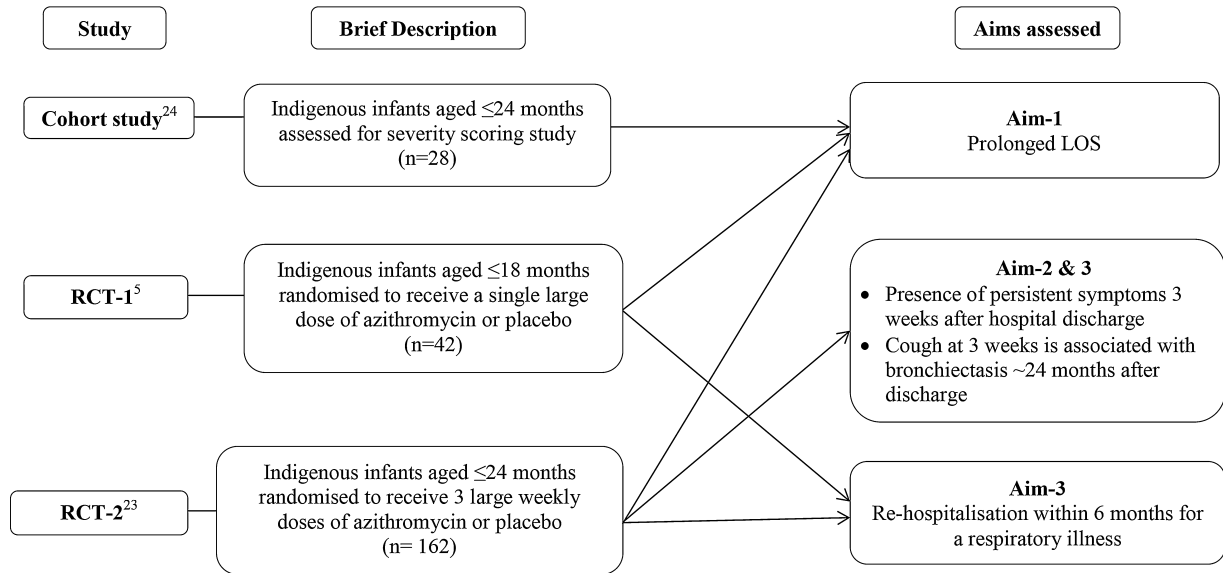 Study
Brief Description
Aims assessed
Cohort study²⁴
Indigenous infants aged ≤24 months
assessed for severity scoring study
(n=28)
Aim-1
Prolonged LOS
RCT-1⁵
Indigenous infants aged ≤18 months
randomised to receive a single large
dose of azithromycin or placebo
(n=42)
Aim-2 & 3
• Presence of persistent symptoms 3
weeks after hospital discharge
• Cough at 3 weeks is associated with
bronchiectasis ~24 months after
discharge
RCT-2²³
Indigenous infants aged ≤24 months
randomised to receive 3 large weekly
doses of azithromycin or placebo
(n= 162)
Aim-3
Re-hospitalisation within 6 months for
a respiratory illness